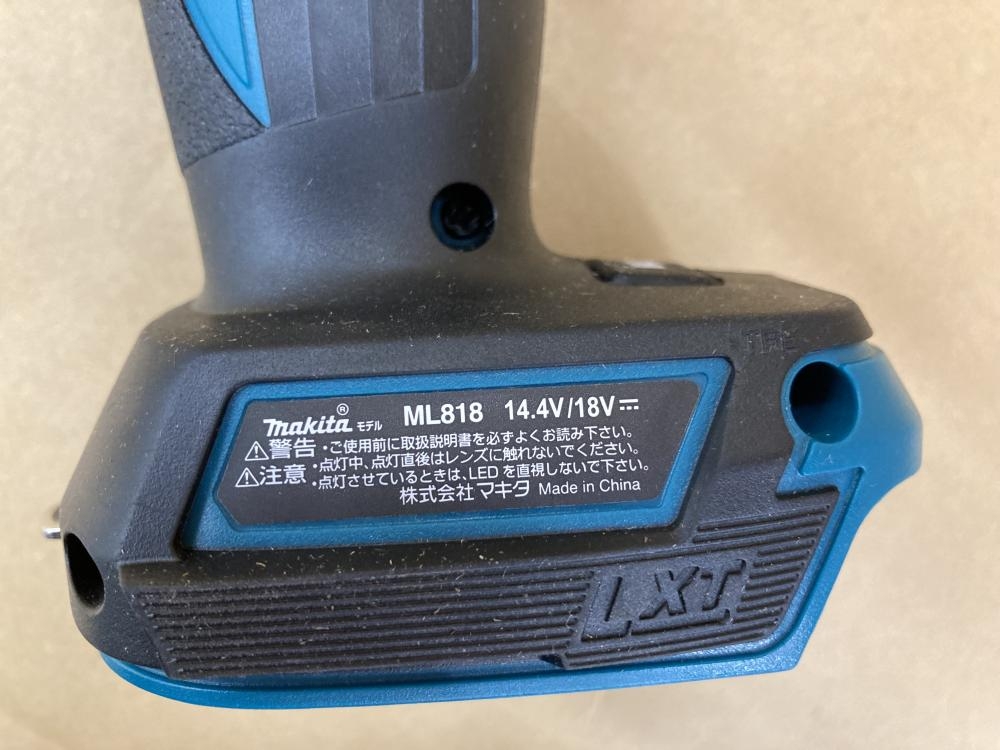 makita® モデル ML818 14.4V/18V⎓
⚠警告 ・ご使用前に取扱説明書を必ずよくお読み下さい。
⚠注意 ・点灯中、点灯直後はレンズに触れないでください。
・点灯させているときは、LEDを直視しないで下さい。
株式会社 マキタ Made in China
LXT